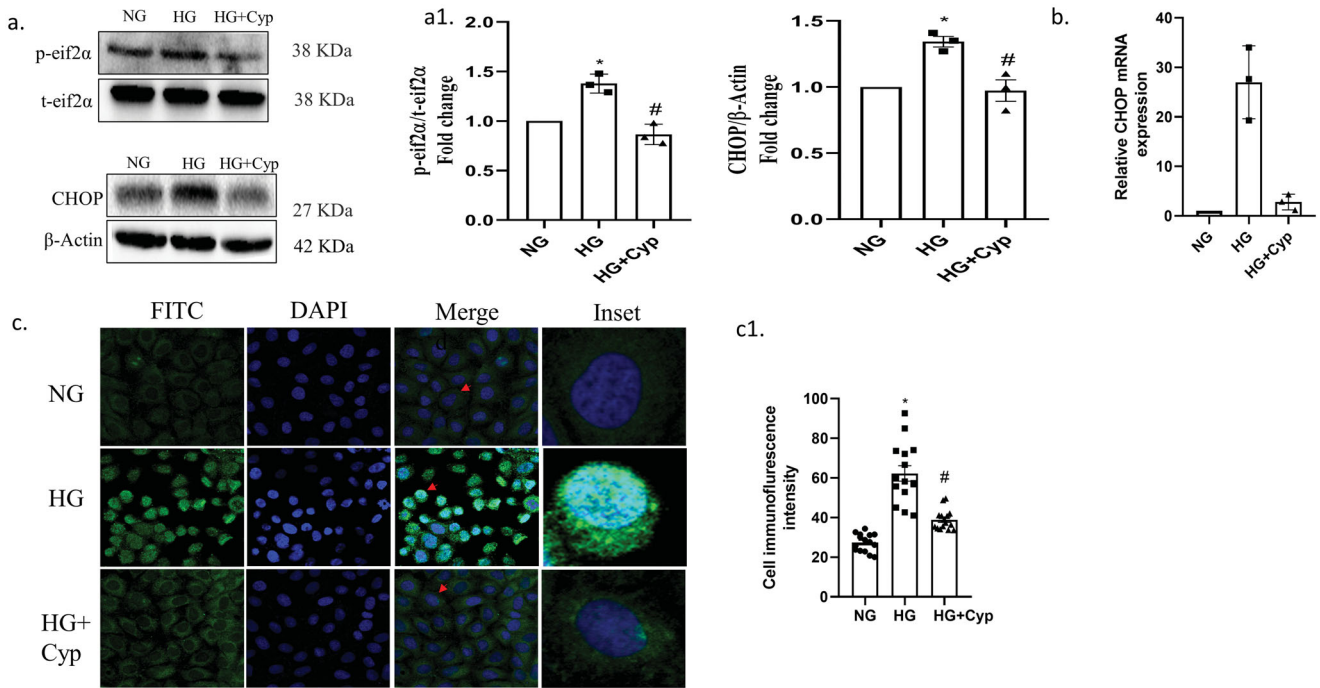 a.
NG HG HG+Cyp
p-eif2α 38 KDa
t-eif2α 38 KDa
NG HG HG+Cyp
CHOP 27 KDa
β-Actin 42 KDa
a1.
p-eif2α/t-eif2α
Fold change
2.0
1.5
1.0
0.5
0.0
*
#
NG HG HG+Cyp
CHOP/β-Actin
Fold change
1.5
1.0
0.5
0.0
*
#
NG HG HG+Cyp
b.
Relative CHOP mRNA
expression
40
30
20
10
0
NG HG HG+Cyp
c.
FITC DAPI Merge Inset
d
NG
HG
HG+
Cyp
c1.
Cell immunoflurescence
intensity
100
80
60
40
20
0
*
#
NG HG HG+Cyp